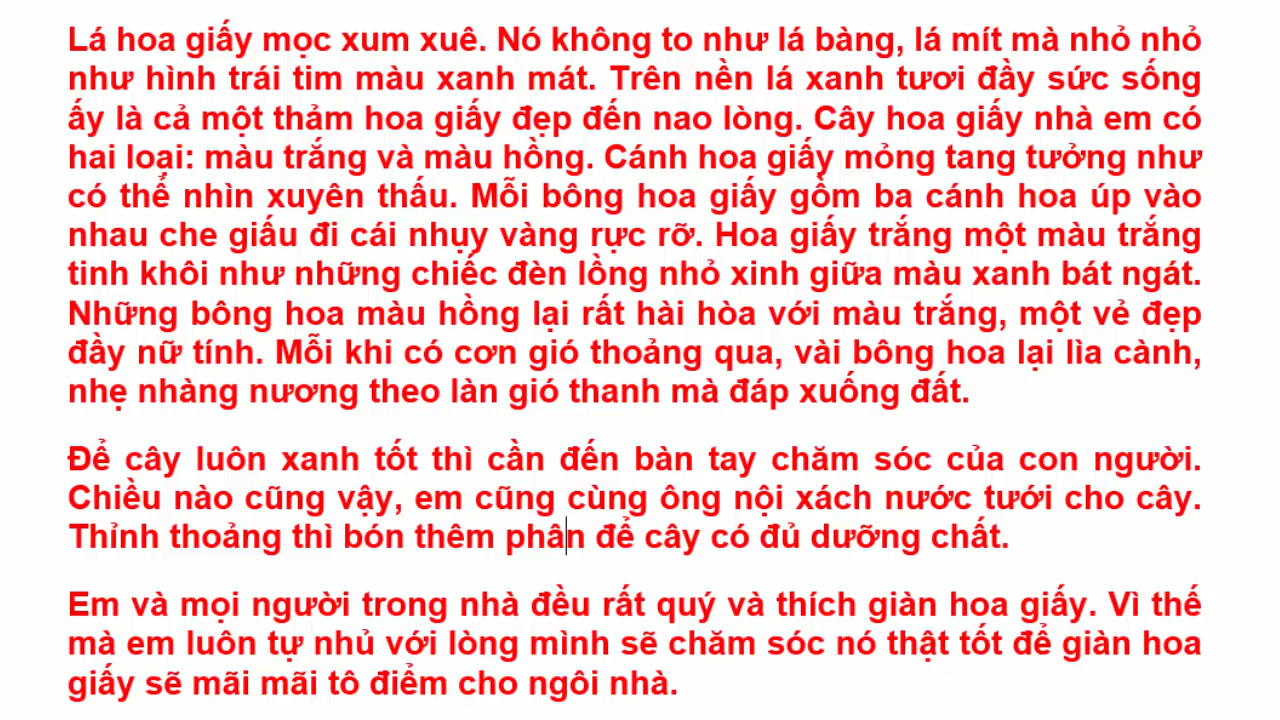 Lá hoa giấy mọc xum xuê. Nó không to như lá bàng, lá mít mà nhỏ nhỏ
như hình trái tim màu xanh mát. Trên nền lá xanh tươi đầy sức sống
ấy là cả một thảm hoa giấy đẹp đến nao lòng. Cây hoa giấy nhà em có
hai loại: màu trắng và màu hồng. Cánh hoa giấy mỏng tang tưởng như
có thể nhìn xuyên thấu. Mỗi bông hoa giấy gồm ba cánh hoa úp vào
nhau che giấu đi cái nhụy vàng rực rỡ. Hoa giấy trắng một màu trắng
tinh khôi như những chiếc đèn lồng nhỏ xinh giữa màu xanh bát ngát.
Những bông hoa màu hồng lại rất hài hòa với màu trắng, một vẻ đẹp
đầy nữ tính. Mỗi khi có cơn gió thoảng qua, vài bông hoa lại lìa cành,
nhẹ nhàng nương theo làn gió thanh mà đáp xuống đất.
Để cây luôn xanh tốt thì cần đến bàn tay chăm sóc của con người.
Chiều nào cũng vậy, em cũng cùng ông nội xách nước tưới cho cây.
Thỉnh thoảng thì bón thêm phân để cây có đủ dưỡng chất.
Em và mọi người trong nhà đều rất quý và thích giàn hoa giấy. Vì thế
mà em luôn tự nhủ với lòng mình sẽ chăm sóc nó thật tốt để giàn hoa
giấy sẽ mãi mãi tô điểm cho ngôi nhà.